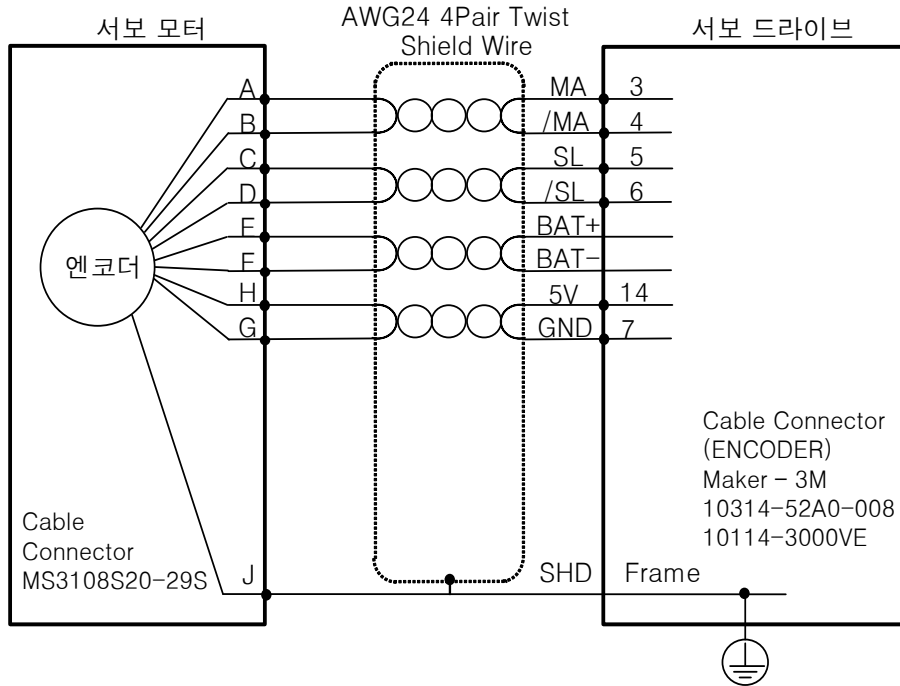 서보 모터
AWG24 4Pair Twist
Shield Wire
서보 드라이브
A
MA
3
B
/MA
4
C
SL
5
D
/SL
6
E
BAT+
F
BAT-
H
5V
14
G
GND
7
엔코더
Cable Connector
(ENCODER)
Maker - 3M
10314-52A0-008
10114-3000VE
Cable
Connector
MS3108S20-29S
J
SHD
Frame